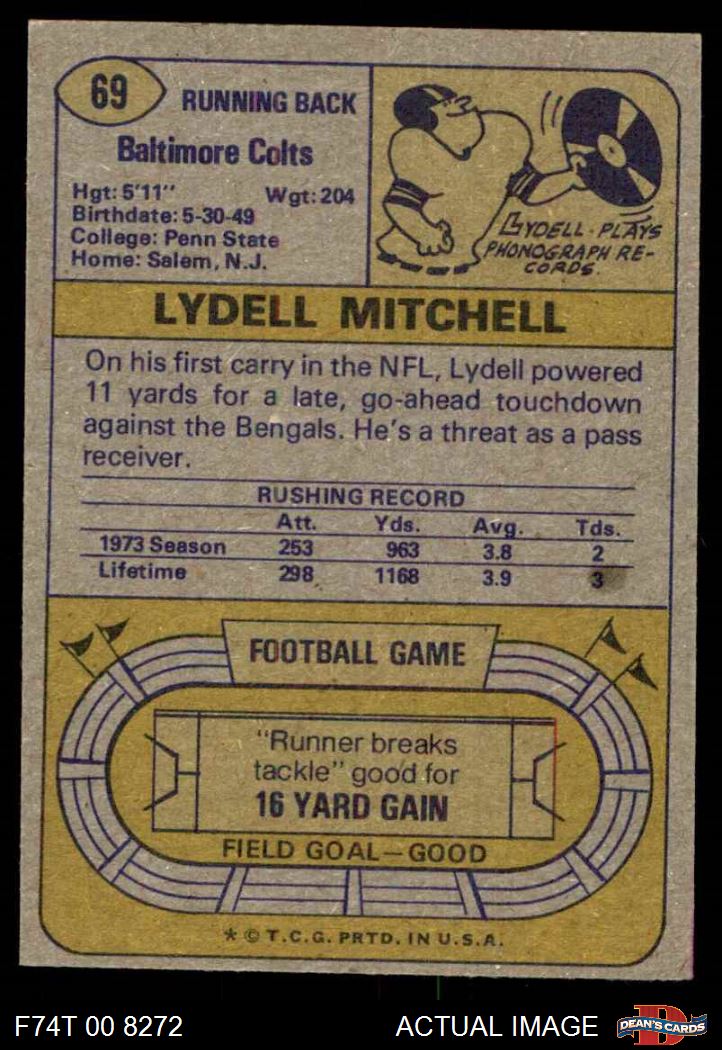 69
RUNNING BACK
Baltimore Colts
Hgt: 5'11" Wgt: 204
Birthdate: 5-30-49
College: Penn State
Home: Salem, N.J.
LYDELL PLAYS
PHONOGRAPH RE-
CORDS.
LYDELL MITCHELL
On his first carry in the NFL, Lydell powered
11 yards for a late, go-ahead touchdown
against the Bengals. He's a threat as a pass
receiver.
RUSHING RECORD
Att. Yds. Avg. Tds.
1973 Season 253 963 3.8 2
Lifetime 298 1168 3.9 3
FOOTBALL GAME
"Runner breaks
tackle" good for
16 YARD GAIN
FIELD GOAL—GOOD
* © T.C.G. PRTD. IN U.S.A.
F74T 00 8272
ACTUAL IMAGE
DEAN'S CARDS